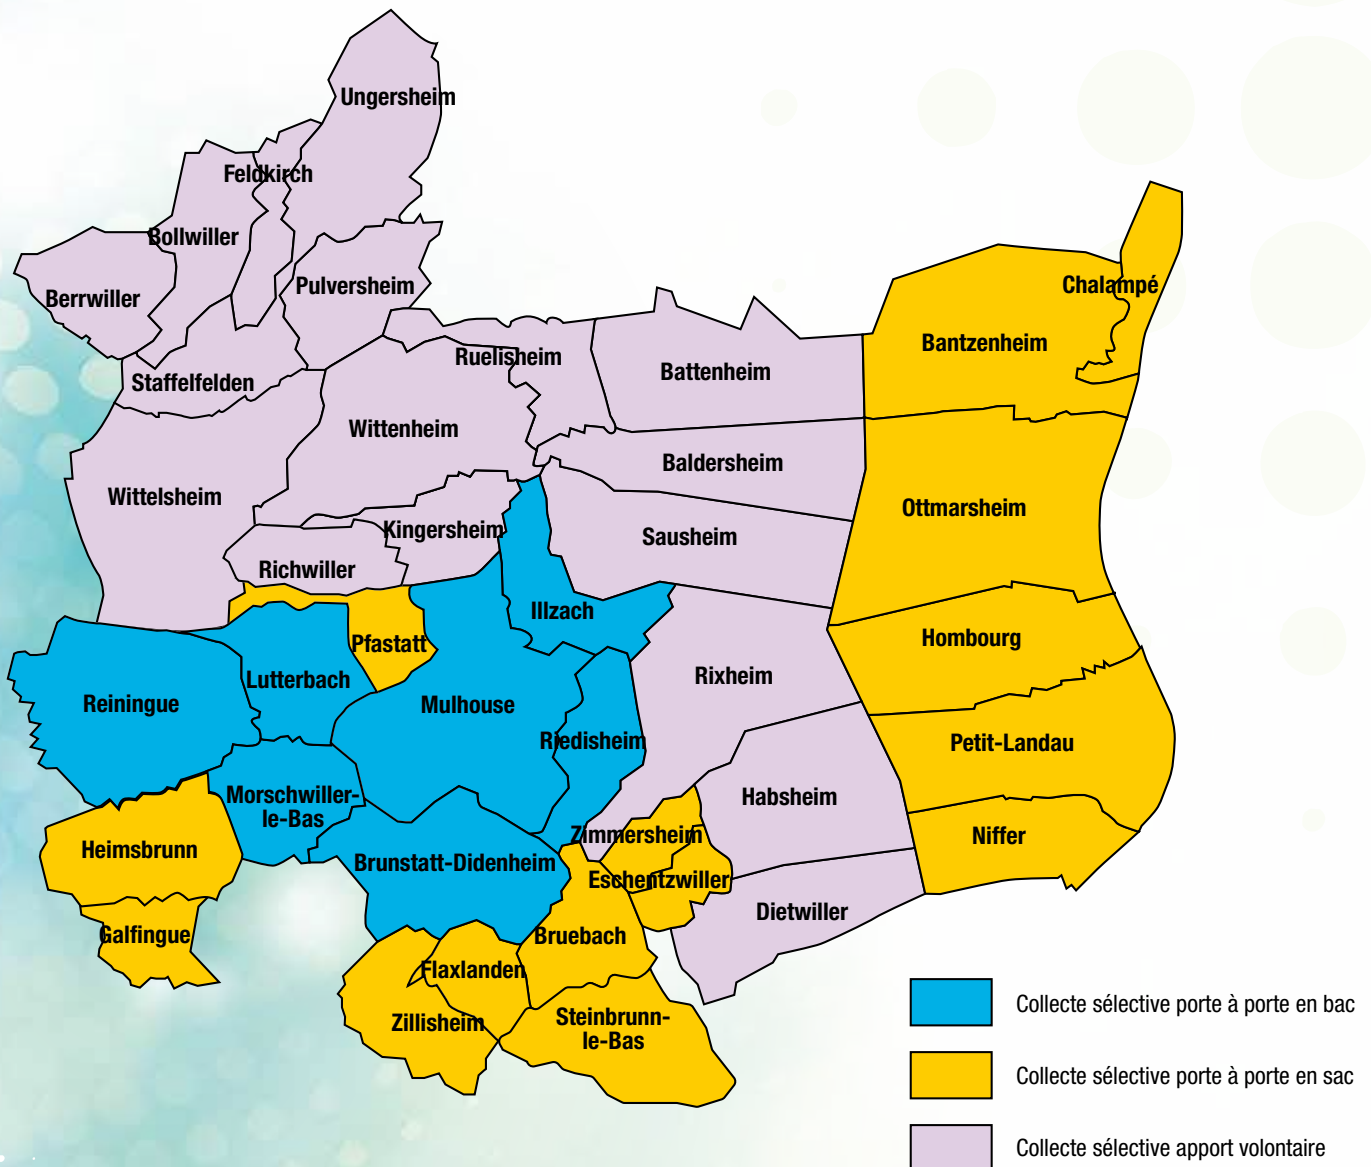 Ungersheim
Feldkirch
Bollwiller
Berrwiller
Pulversheim
Chalampé
Bantzenheim
Ruelisheim
Battenheim
Staffelfelden
Wittenheim
Baldersheim
Wittelsheim
Ottmarsheim
Kingersheim
Sausheim
Richwiller
Illzach
Pfastatt
Hombourg
Lutterbach
Rixheim
Reiningue
Mulhouse
Riedisheim
Petit-Landau
Morschwiller-
le-Bas
Habsheim
Zimmersheim
Niffer
Heimsbrunn
Brunstatt-Didenheim
Eschentzwiller
Dietwiller
Galfingue
Bruebach
Flaxlanden
Zillisheim
Steinbrunn-
le-Bas
Collecte sélective porte à porte en bac
Collecte sélective porte à porte en sac
Collecte sélective apport volontaire